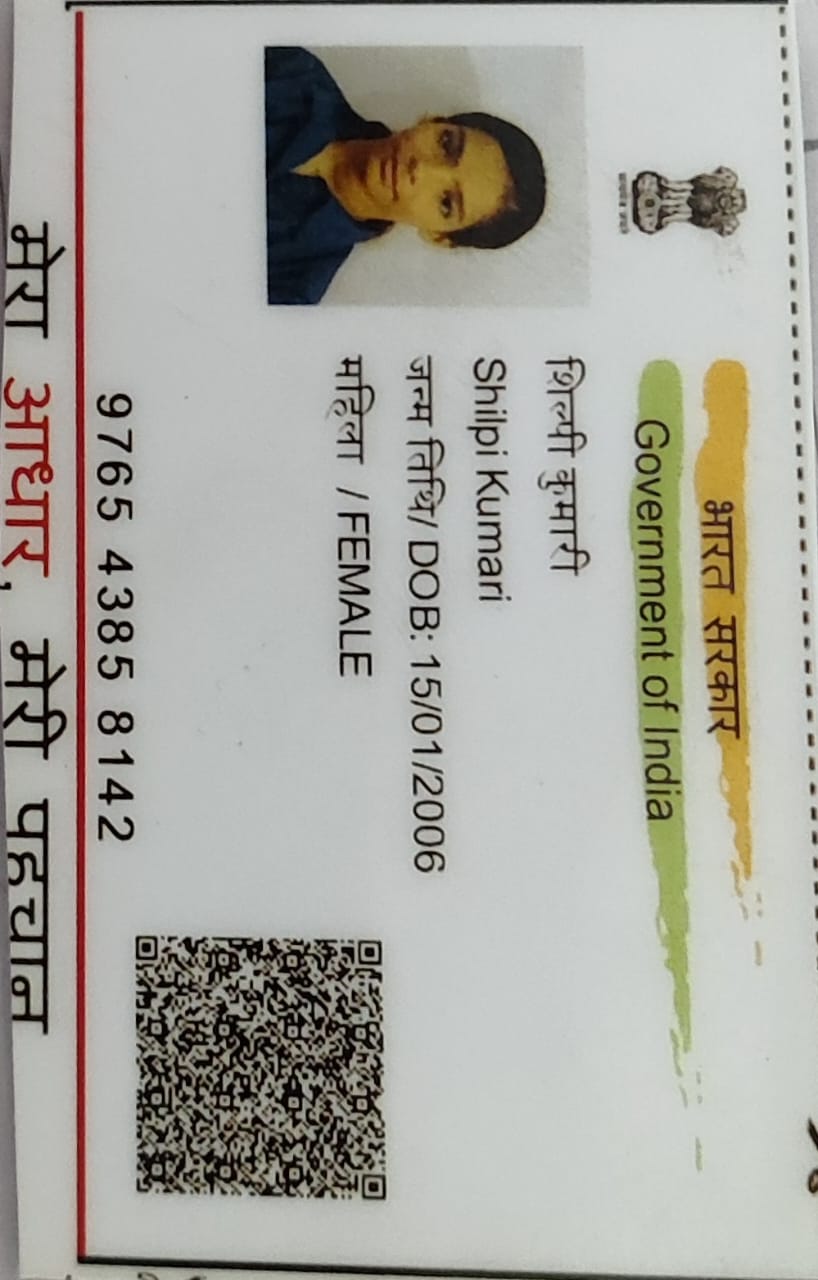 भारत सरकार
Government of India
शिल्पी कुमारी
Shilpi Kumari
जन्म तिथि/ DOB: 15/01/2006
महिला / FEMALE
9765 4385 8142
मेरा आधार, मेरी पहचान